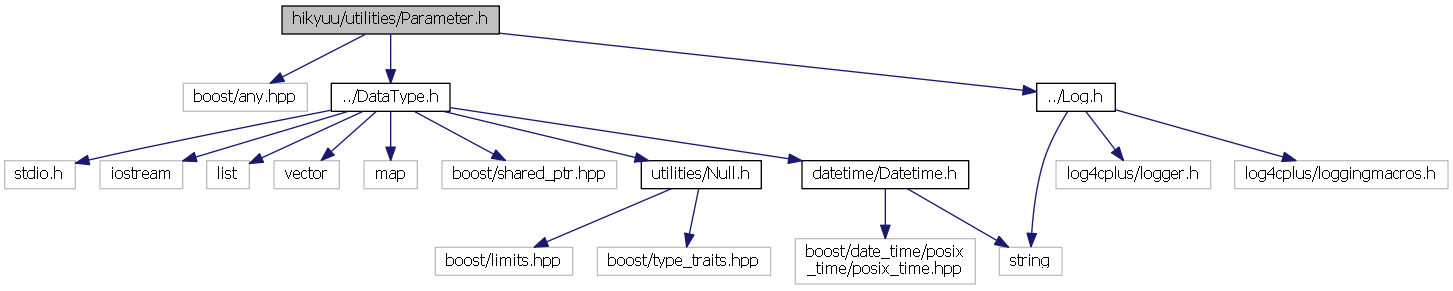 hikyuu/utilities/Parameter.h
boost/any.hpp
../DataType.h
../Log.h
stdio.h
iostream
list
vector
map
boost/shared_ptr.hpp
utilities/Null.h
datetime/Datetime.h
log4cplus/logger.h
log4cplus/loggingmacros.h
boost/limits.hpp
boost/type_traits.hpp
boost/date_time/posix
_time/posix_time.hpp
string